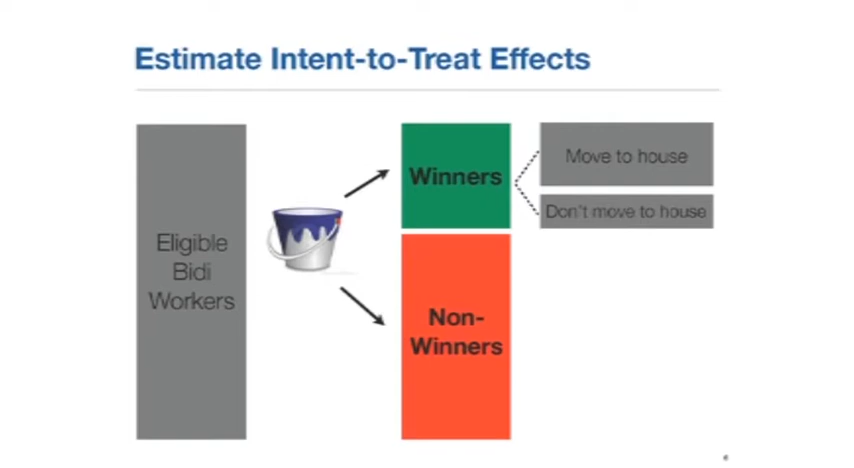 Estimate Intent-to-Treat Effects
Eligible
Bidi
Workers
Winners
Non-
Winners
Move to house
Don't move to house